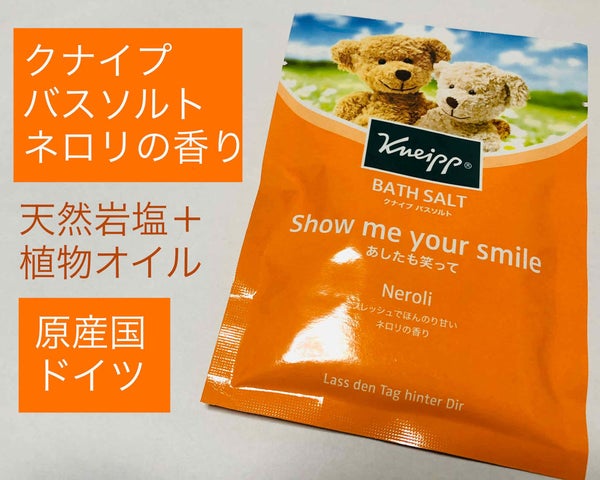 クナイプ
バスソルト
ネロリの香り
天然岩塩＋
植物オイル
原産国
ドイツ
Kneipp®
BATH SALT
クナイプ バスソルト
Show me your smile
あしたも笑って
Neroli
フレッシュでほんのり甘い
ネロリの香り
Lass den Tag hinter Dir